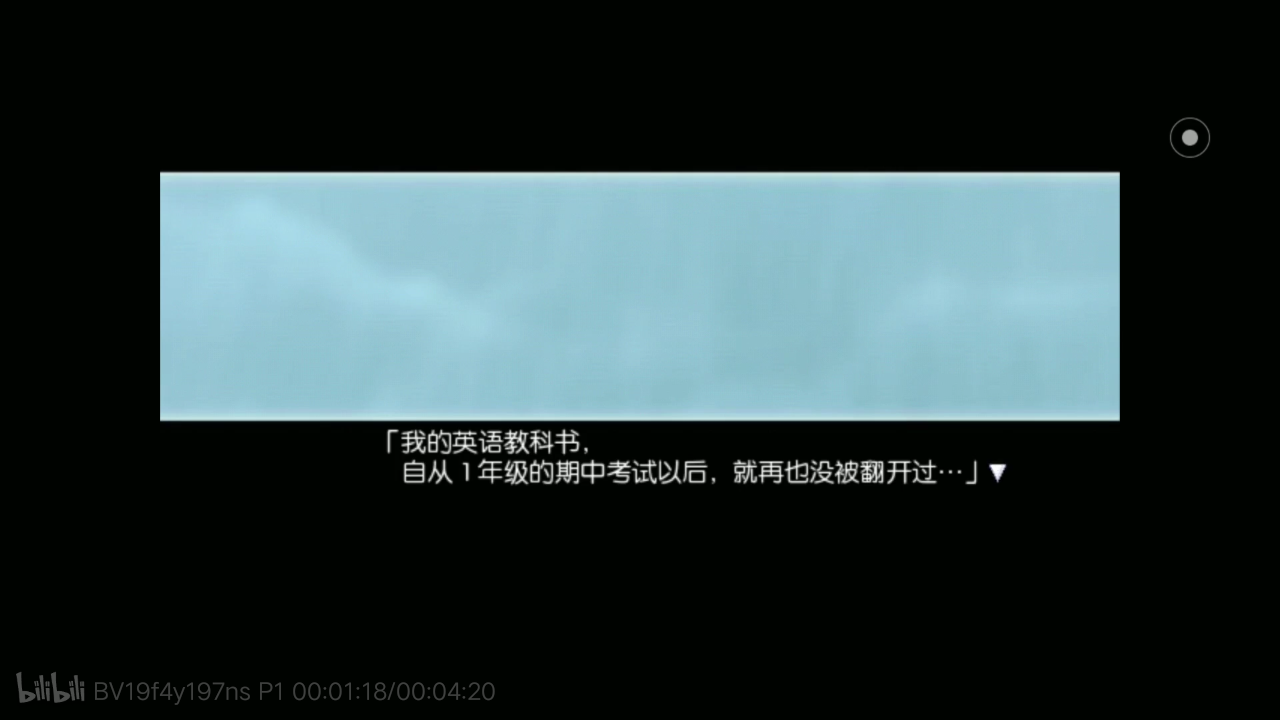 「我的英语教科书，
自从１年级的期中考试以后，就再也没被翻开过…」▼
bilibili BV19f4y197ns P1 00:01:18/00:04:20